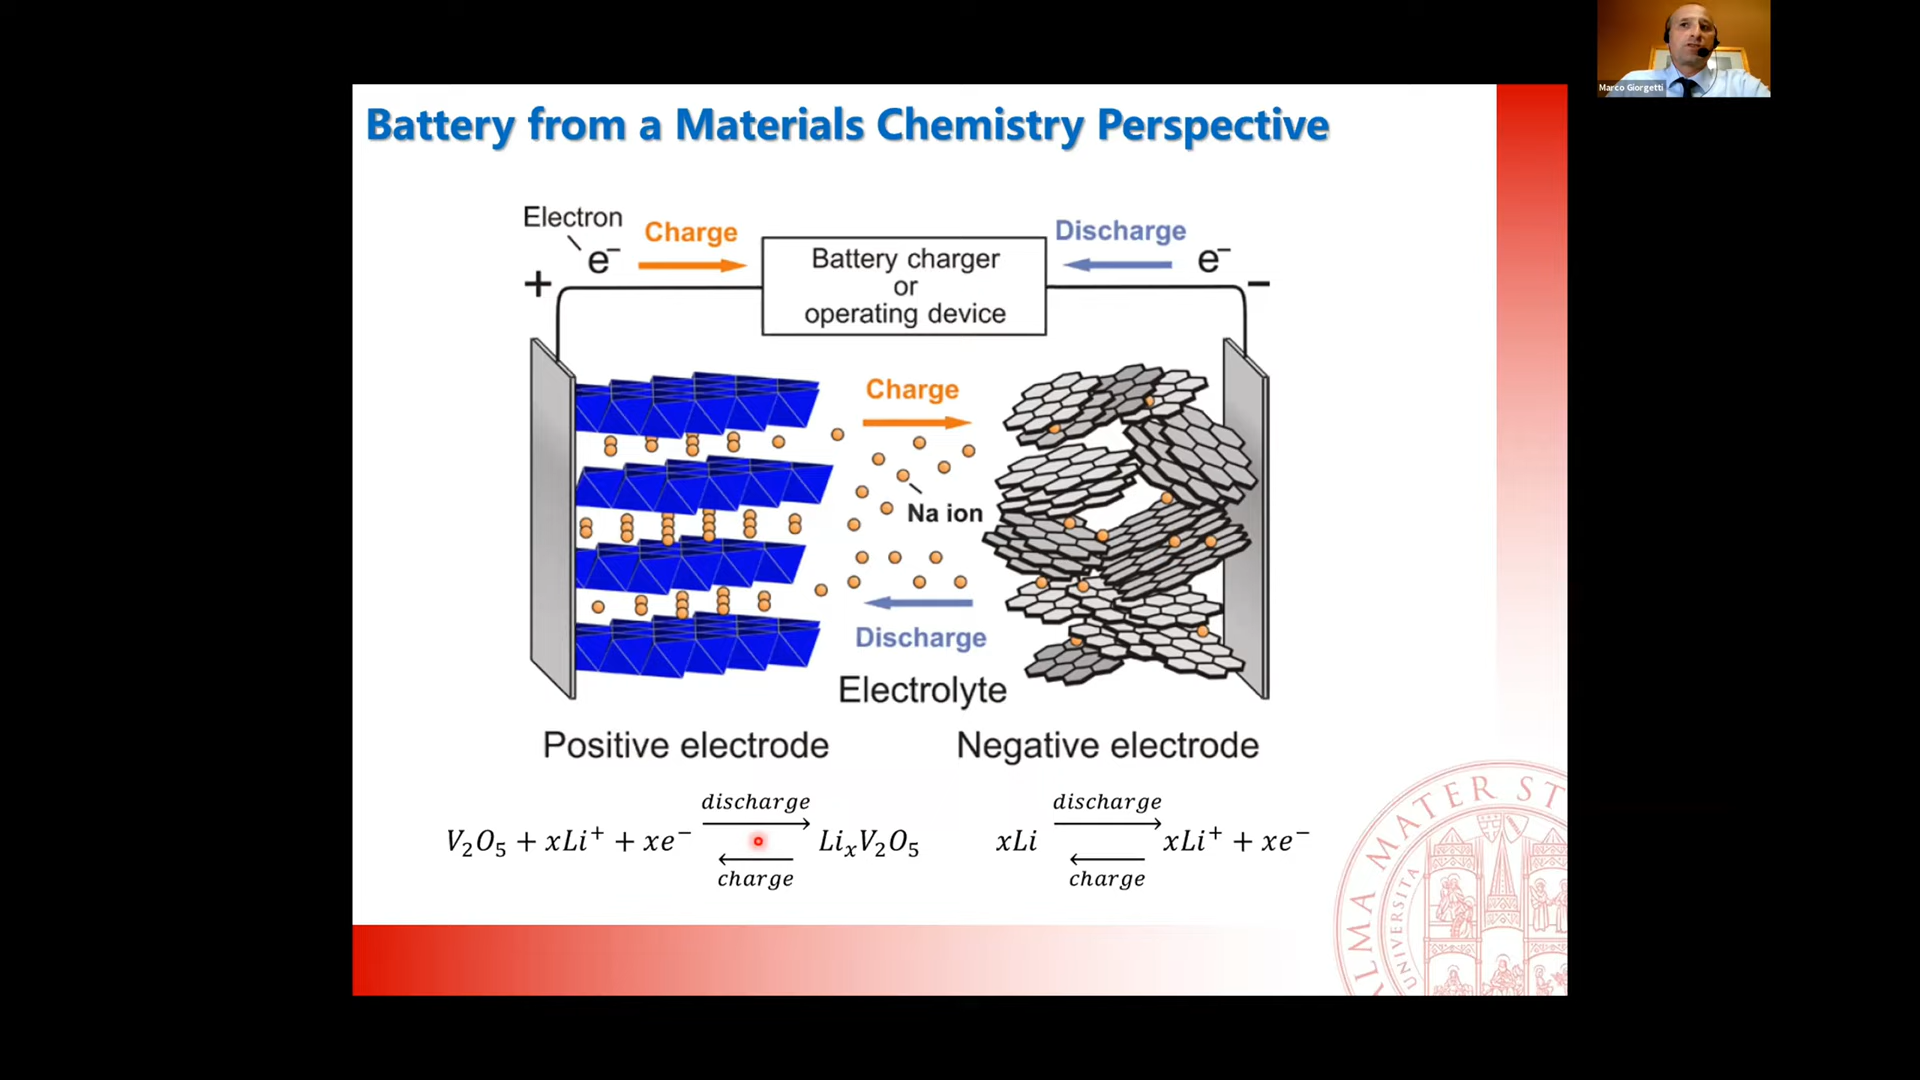 Marco Giorgetti
Battery from a Materials Chemistry Perspective
Electron
e⁻
Charge
Discharge
e⁻
+
−
Battery charger
or
operating device
Charge
Na ion
Discharge
Electrolyte
Positive electrode
Negative electrode
discharge
V₂O₅ + xLi⁺ + xe⁻ ⇄ LiₓV₂O₅
charge
discharge
xLi ⇄ xLi⁺ + xe⁻
charge
ALMA MATER ST
UNIVERSITA